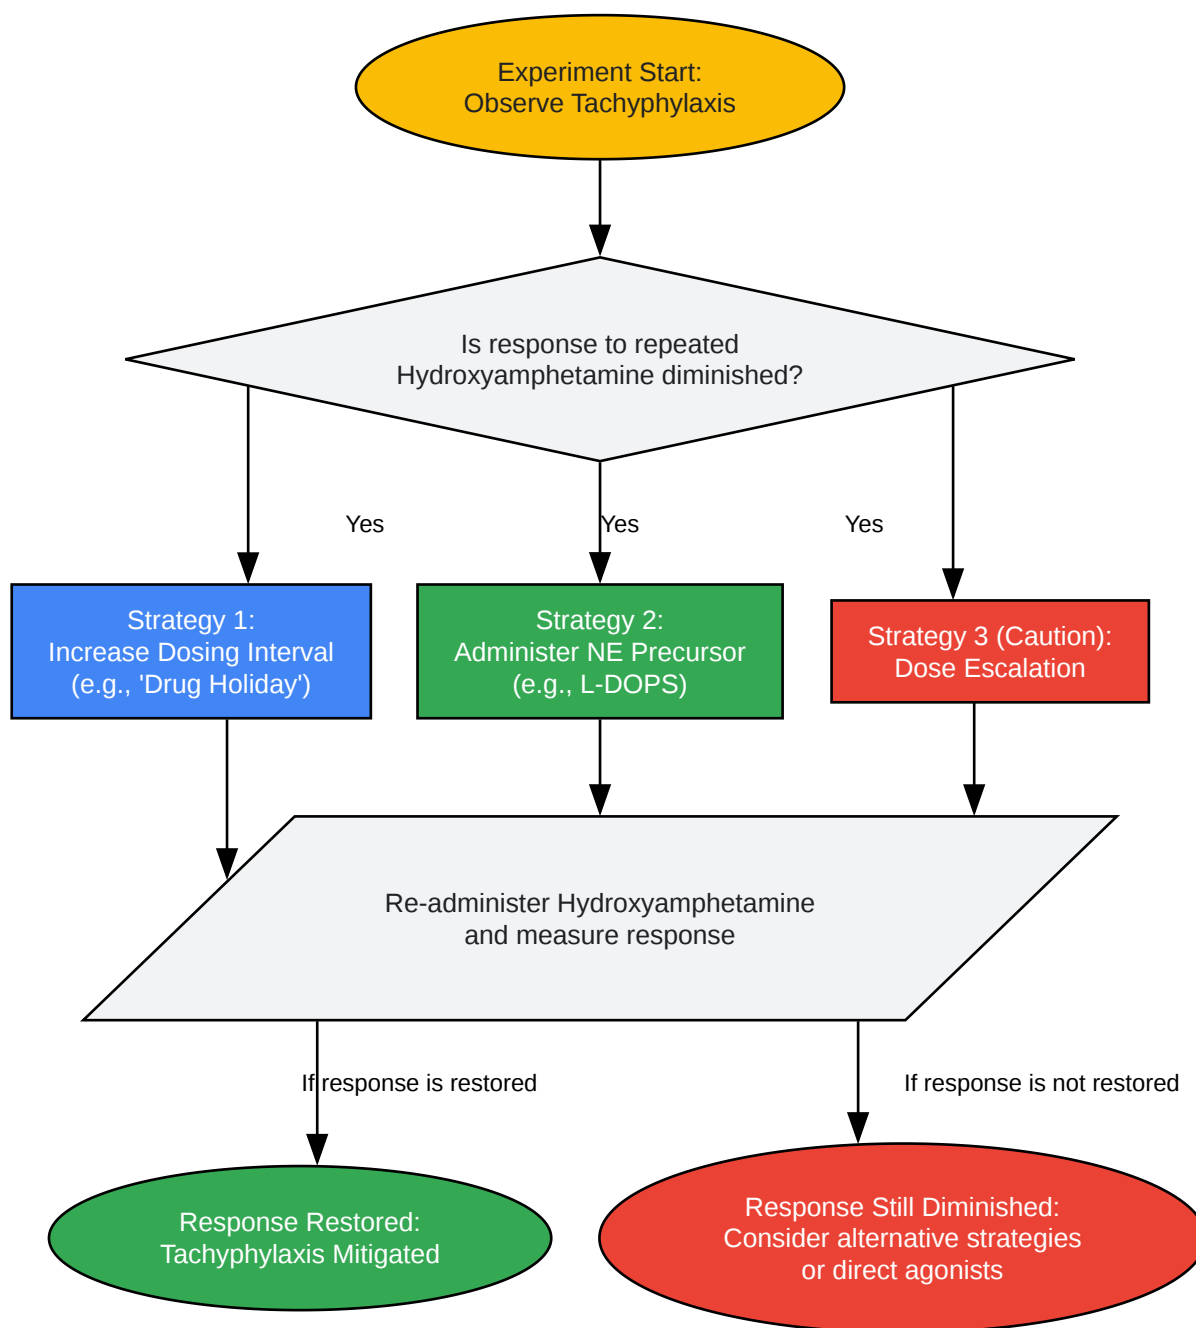 Experiment Start:
Observe Tachyphylaxis
Is response to repeated
Hydroxyamphetamine diminished?
Yes
Yes
Yes
Strategy 1:
Increase Dosing Interval
(e.g., 'Drug Holiday')
Strategy 2:
Administer NE Precursor
(e.g., L-DOPS)
Strategy 3 (Caution):
Dose Escalation
Re-administer Hydroxyamphetamine
and measure response
If response is restored
If response is not restored
Response Restored:
Tachyphylaxis Mitigated
Response Still Diminished:
Consider alternative strategies
or direct agonists